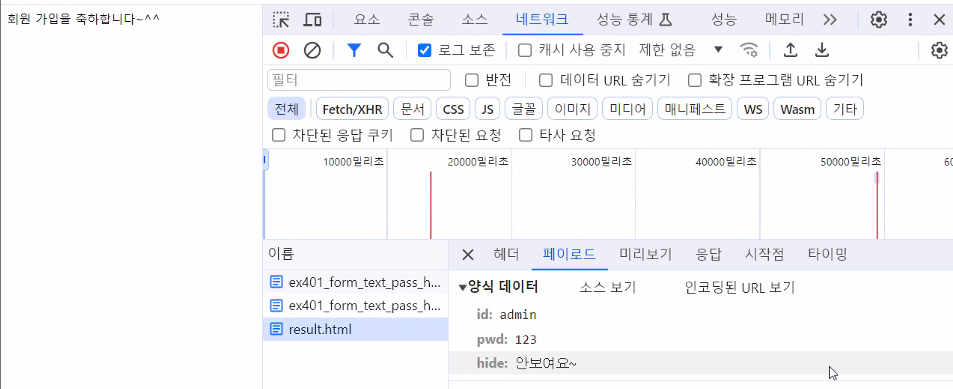 회원 가입을 축하합니다~^^
요소 콘솔 소스 네트워크 성능 통계 성능 메모리
로그 보존 캐시 사용 중지 제한 없음
필터 반전 데이터 URL 숨기기 확장 프로그램 URL 숨기기
전체 Fetch/XHR 문서 CSS JS 글꼴 이미지 미디어 매니페스트 WS Wasm 기타
차단된 응답 쿠키 차단된 요청 타사 요청
10000밀리초 20000밀리초 30000밀리초 40000밀리초 50000밀리초
이름 헤더 페이로드 미리보기 응답 시작점 타이밍
ex401_form_text_pass_h...
ex401_form_text_pass_h...
result.html
양식 데이터 소스 보기 인코딩된 URL 보기
id: admin
pwd: 123
hide: 안보여요~